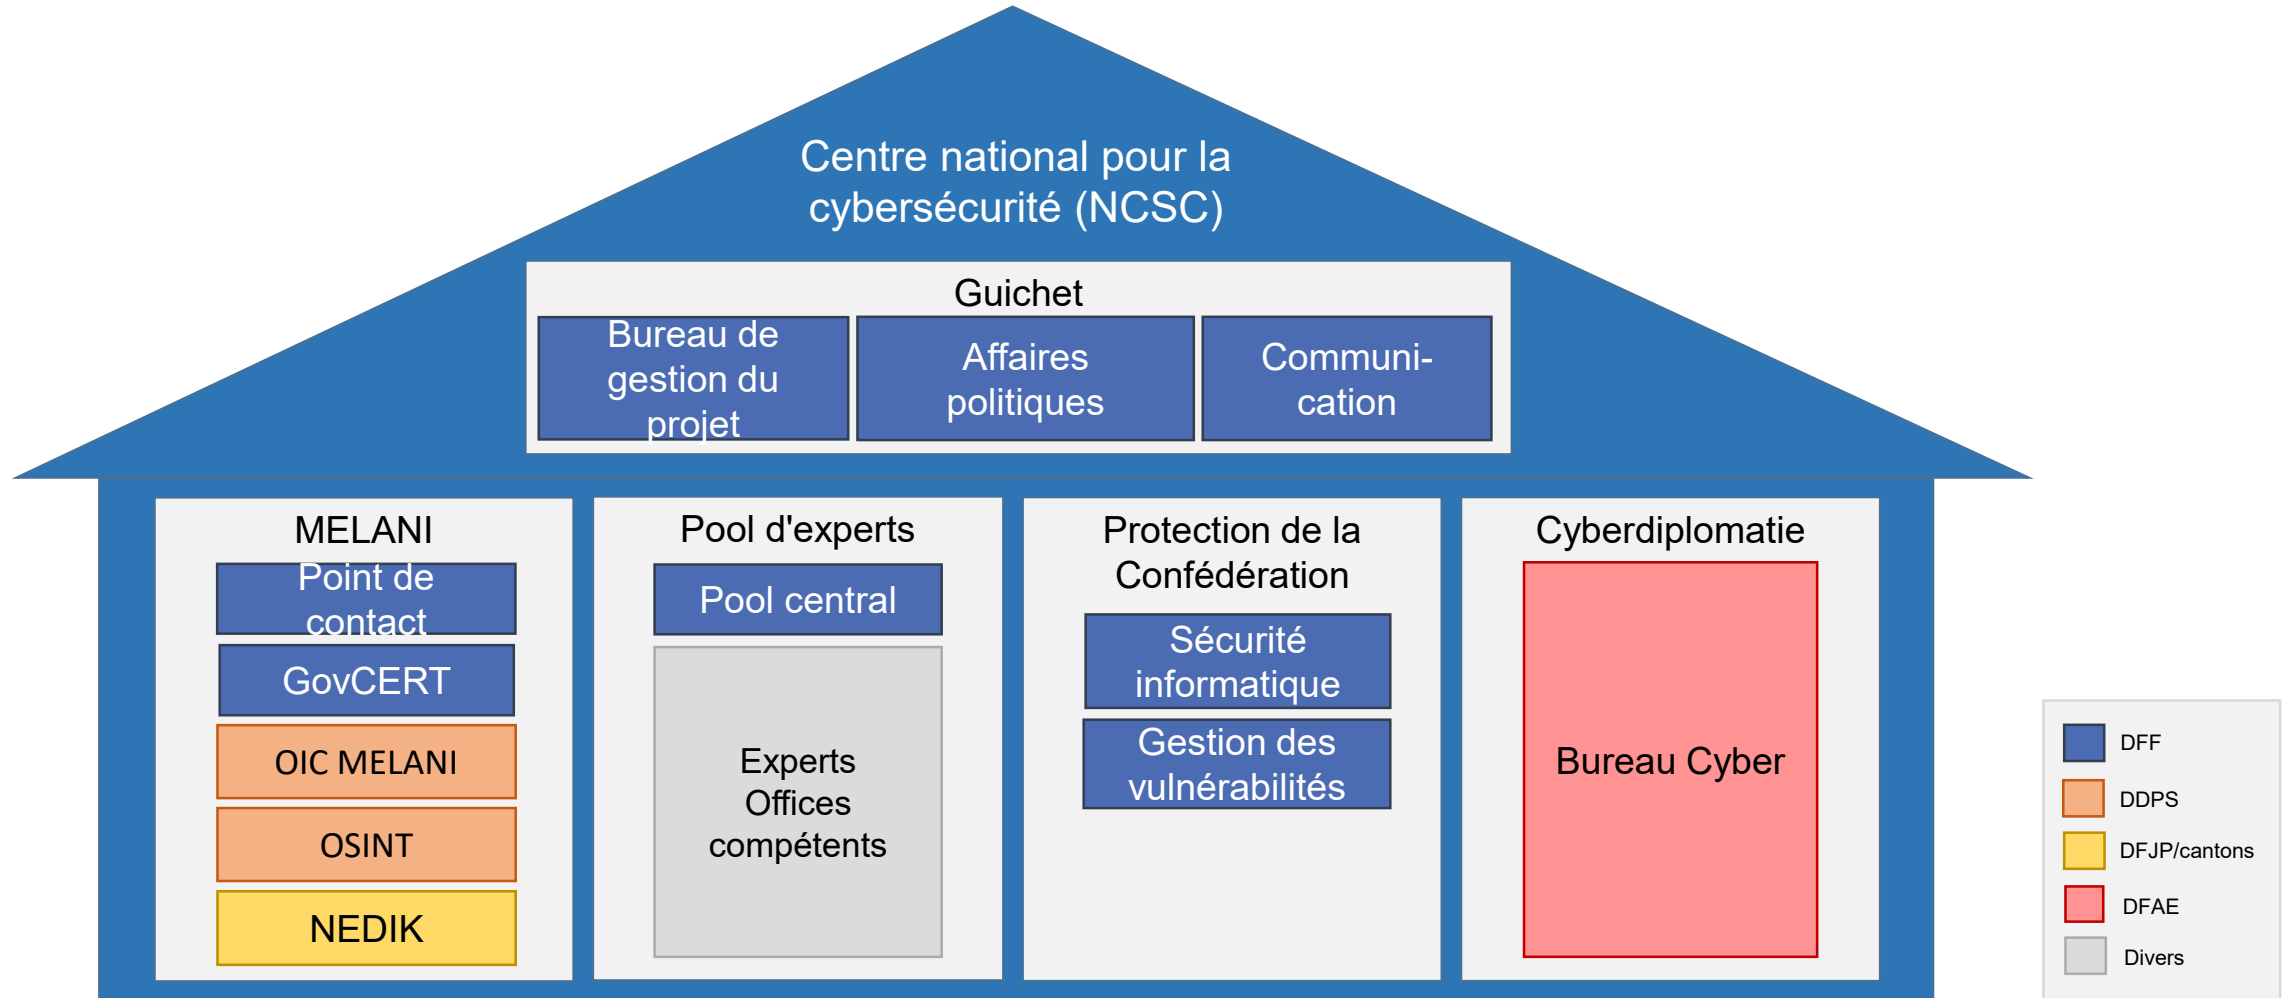 Centre national pour la
cybersécurité (NCSC)
Guichet
Bureau de
gestion du
projet
Affaires
politiques
Communi-
cation
MELANI
Point de
contact
GovCERT
OIC MELANI
OSINT
NEDIK
Pool d'experts
Pool central
Experts
Offices
compétents
Protection de la
Confédération
Sécurité
informatique
Gestion des
vulnérabilités
Cyberdiplomatie
Bureau Cyber
DFF
DDPS
DFJP/cantons
DFAE
Divers